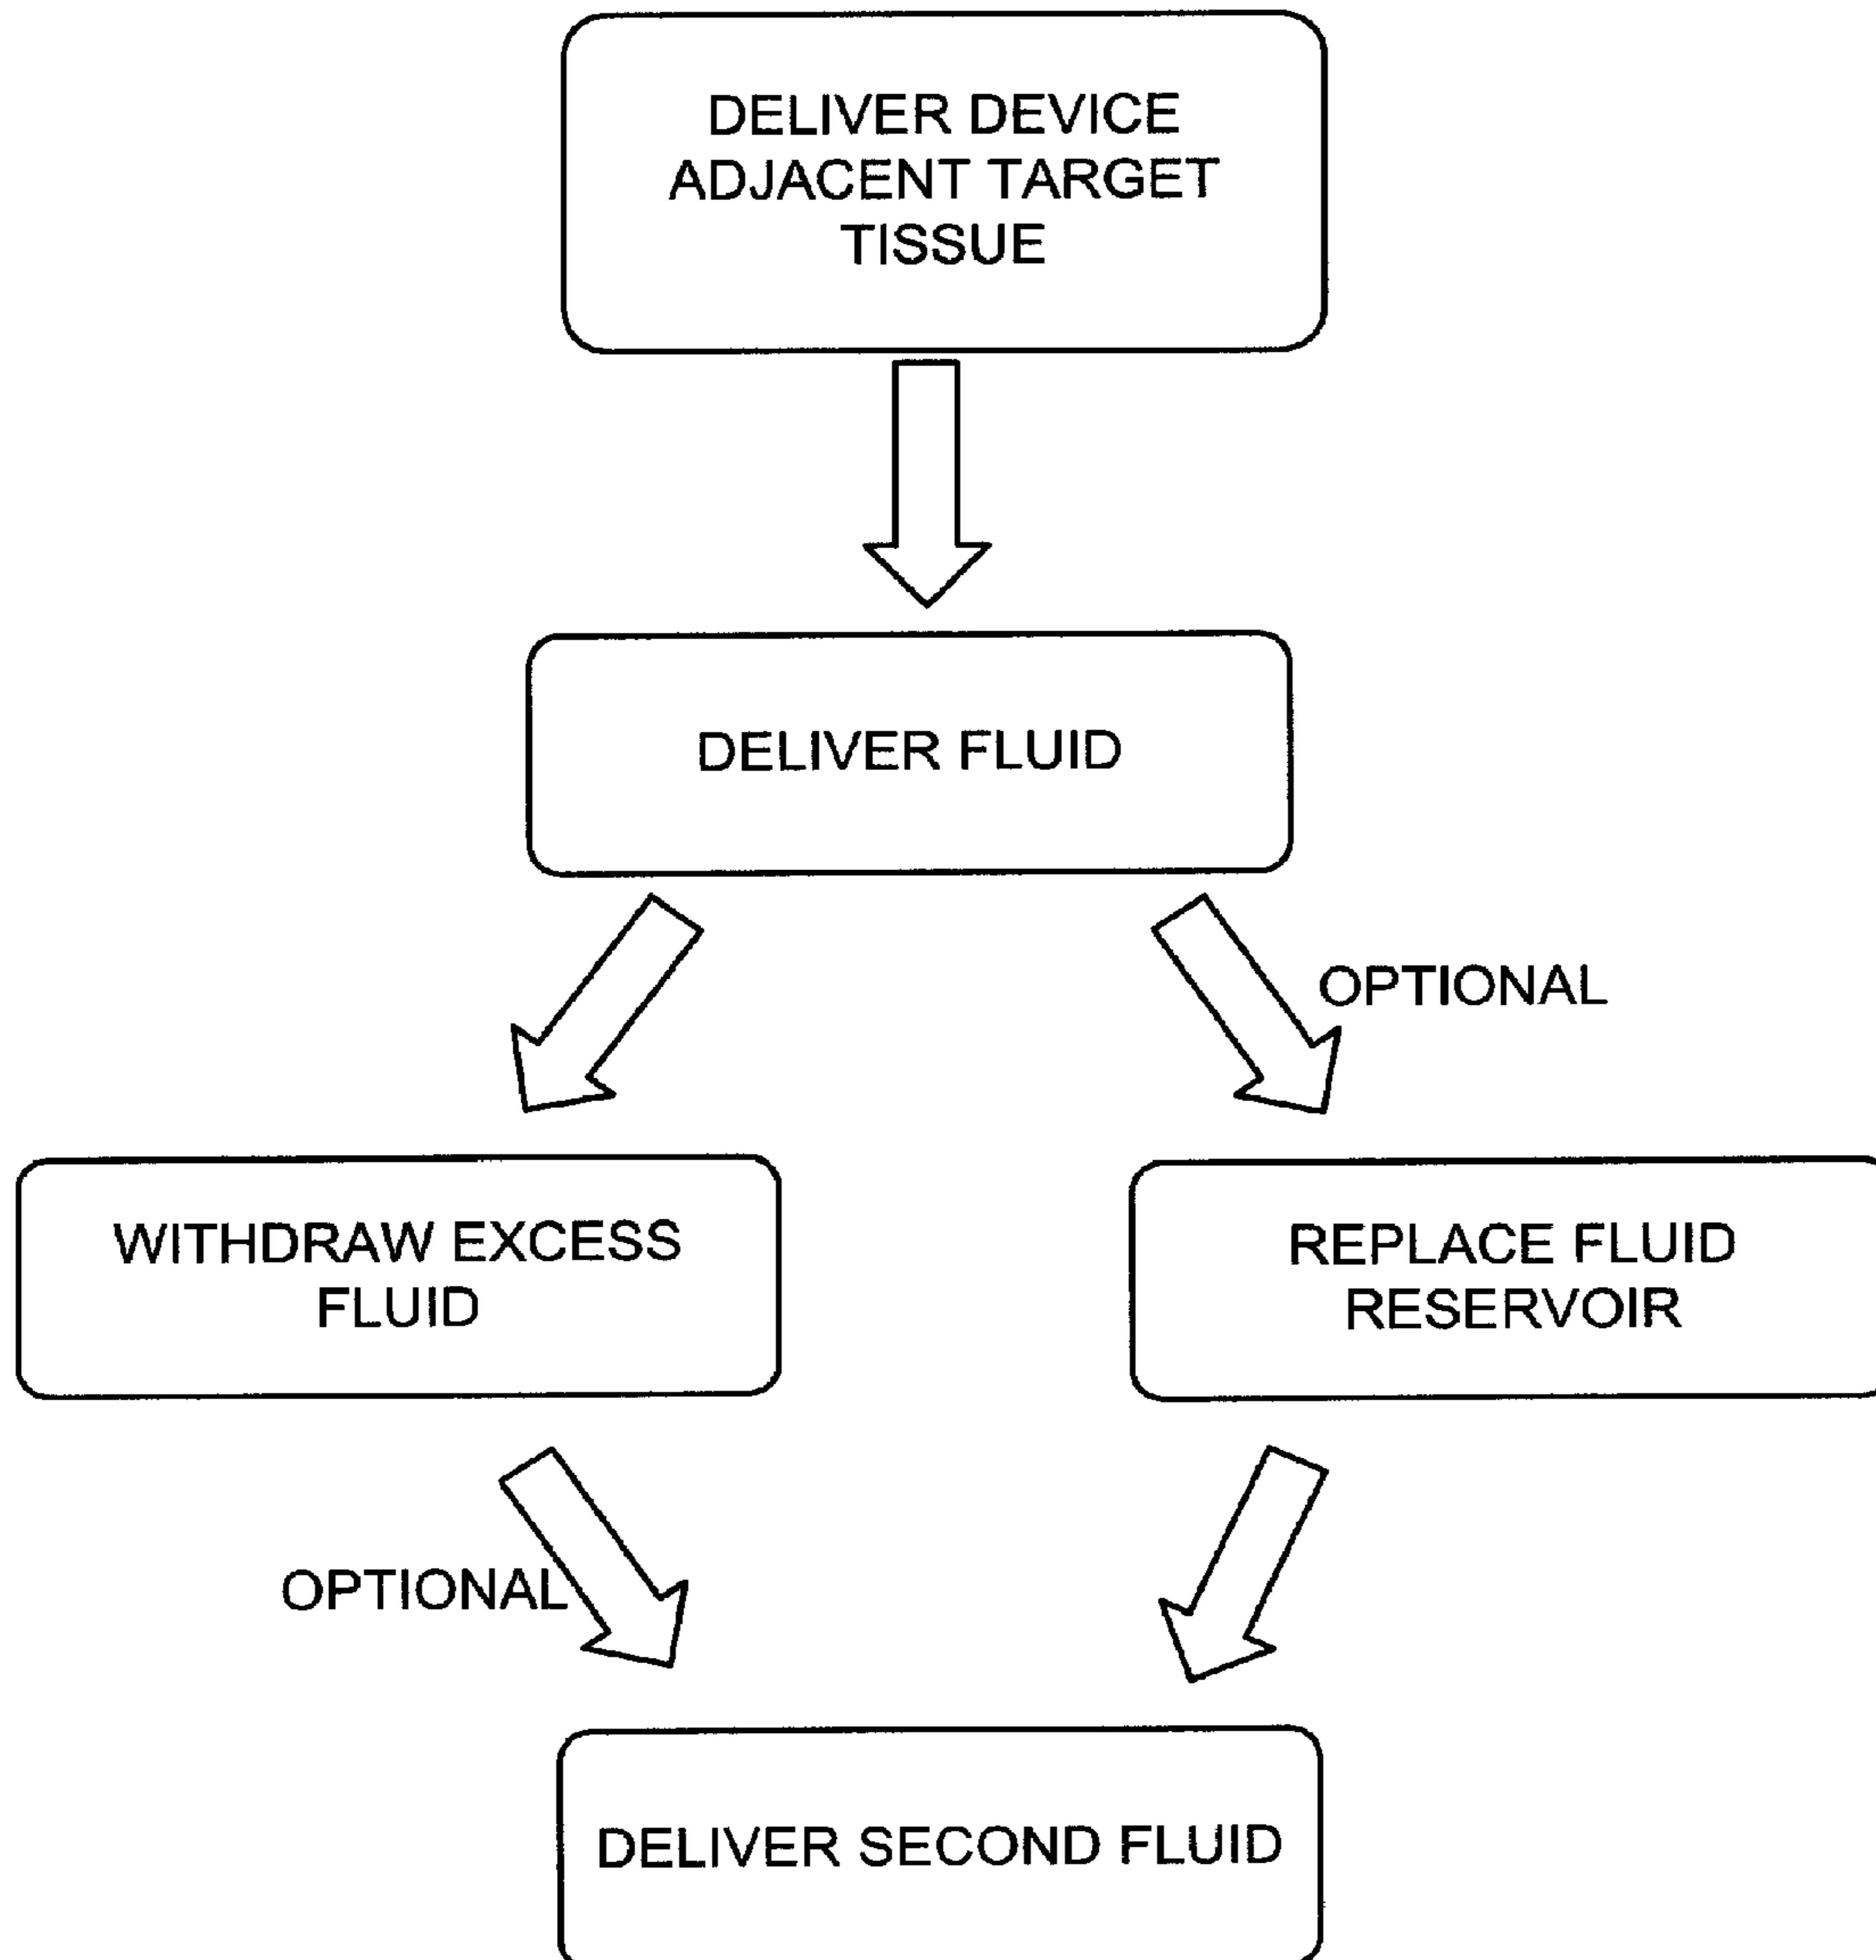 DELIVER DEVICE
ADJACENT TARGET
TISSUE
DELIVER FLUID
OPTIONAL
WITHDRAW EXCESS
FLUID
REPLACE FLUID
RESERVOIR
OPTIONAL
DELIVER SECOND FLUID